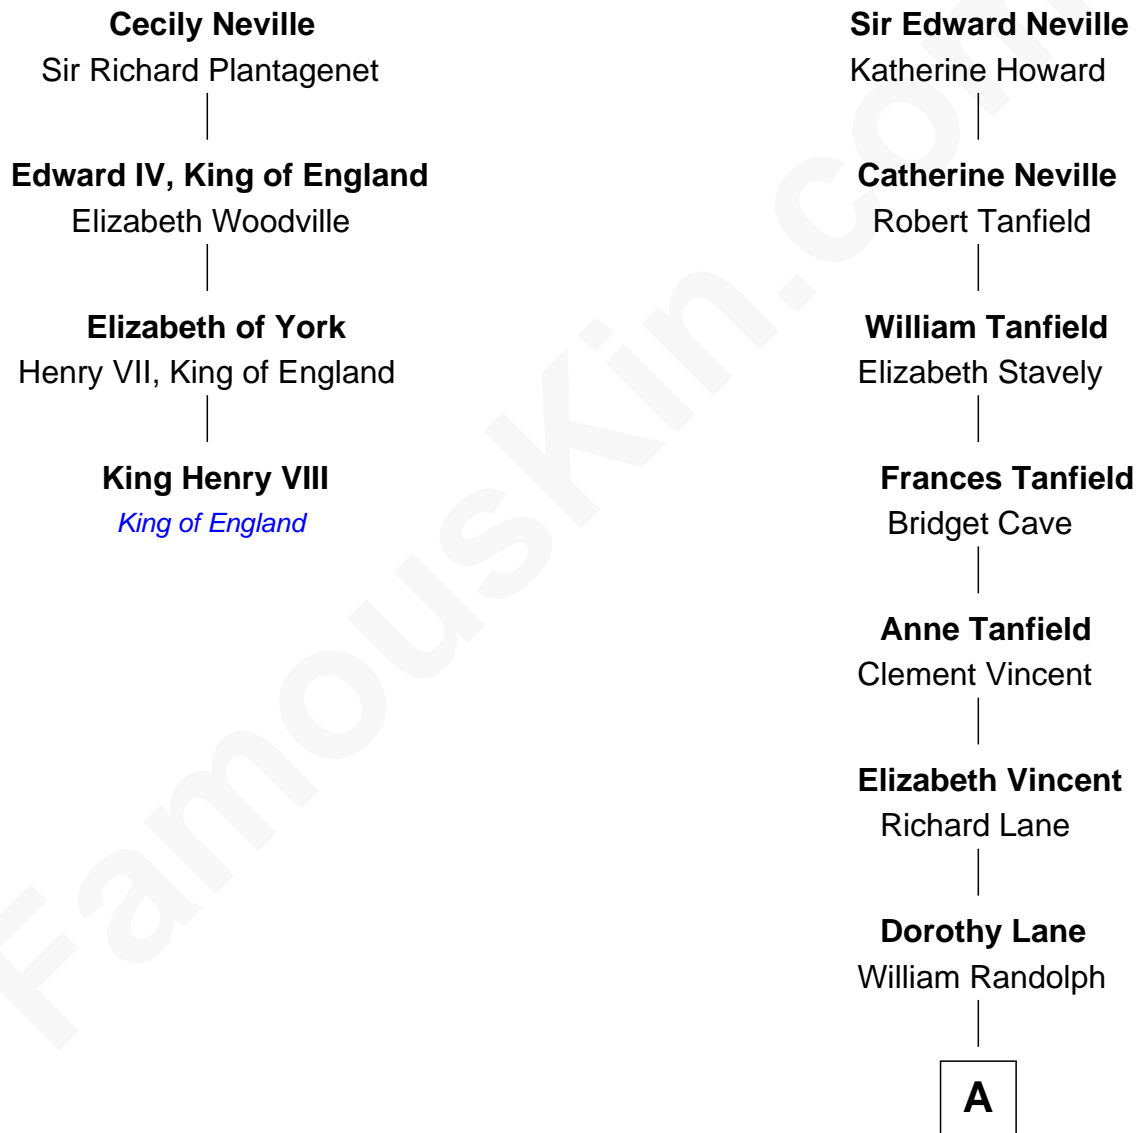 Cecily Neville
Sir Richard Plantagenet
Edward IV, King of England
Elizabeth Woodville
Elizabeth of York
Henry VII, King of England
King Henry VIII
King of England
Sir Edward Neville
Katherine Howard
Catherine Neville
Robert Tanfield
William Tanfield
Elizabeth Stavely
Frances Tanfield
Bridget Cave
Anne Tanfield
Clement Vincent
Elizabeth Vincent
Richard Lane
Dorothy Lane
William Randolph
A
FamousKin.com